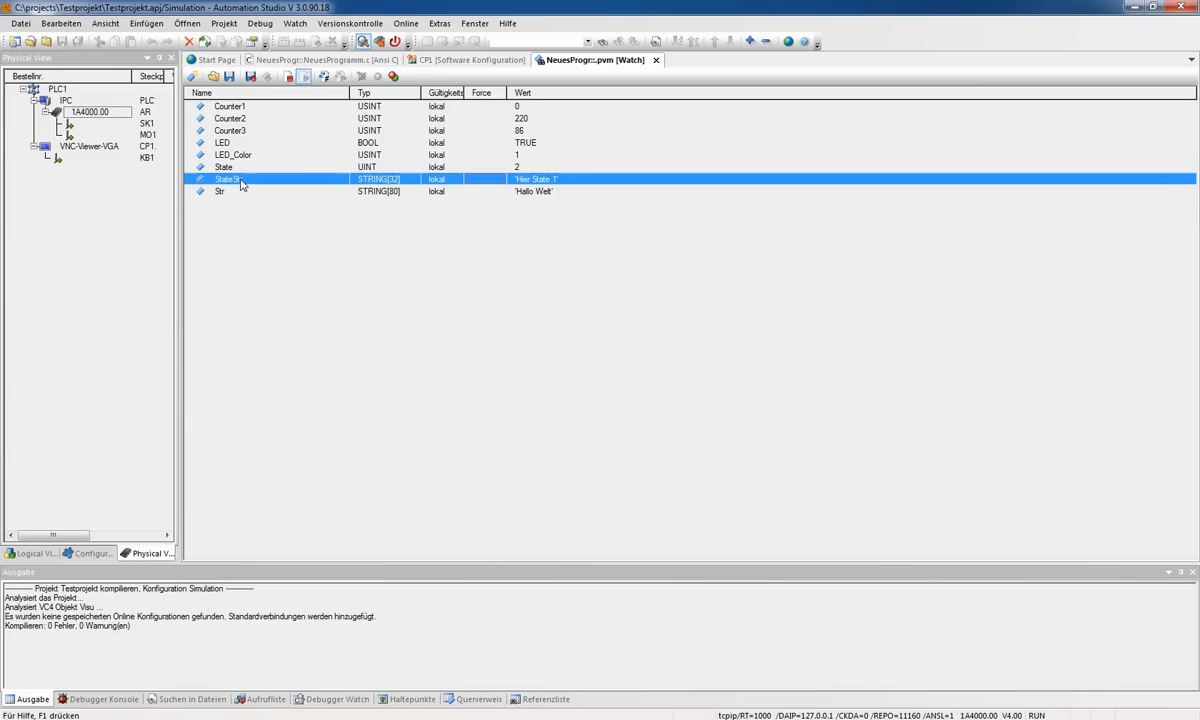 C:\projects\Testprojekt\Testprojekt.apj/Simulation - Automation Studio V 3.0.90.18
Datei Bearbeiten Ansicht Einfügen Öffnen Projekt Debug Watch Versionskontrolle Online Extras Fenster Hilfe
Physical View
Start Page NeuesProgr::NeuesProgramm.c [Ansi C] CP1 [Software Konfiguration] NeuesProgr::.pvm [Watch]
Bestellnr. Steckp
PLC1
IPC PLC
1A4000.00 AR
SK1
MO1
VNC-Viewer-VGA CP1.
KB1
Name Typ Gültigkeits Force Wert
Counter1 USINT lokal 0
Counter2 USINT lokal 220
Counter3 USINT lokal 86
LED BOOL lokal TRUE
LED_Color USINT lokal 1
State UINT lokal 2
StateStr STRING[32] lokal 'Hier State 1'
Str STRING[80] lokal 'Hallo Welt'
Logical Vi... Configur... Physical V...
Ausgabe
------------ Projekt Testprojekt kompilieren, Konfiguration Simulation ------------
Analysiert das Projekt...
Analysiert VC4 Objekt Visu ...
Es wurden keine gespeicherten Online Konfigurationen gefunden. Standardverbindungen werden hinzugefügt.
Kompilieren: 0 Fehler, 0 Warnung(en)
Ausgabe Debugger Konsole Suchen in Dateien Aufrufliste Debugger Watch Haltepunkte Querverweis Referenzliste
Für Hilfe, F1 drücken tcpip/RT=1000 /DAIP=127.0.0.1 /CKDA=0 /REPO=11160 /ANSL=1 1A4000.00 V4.00 RUN